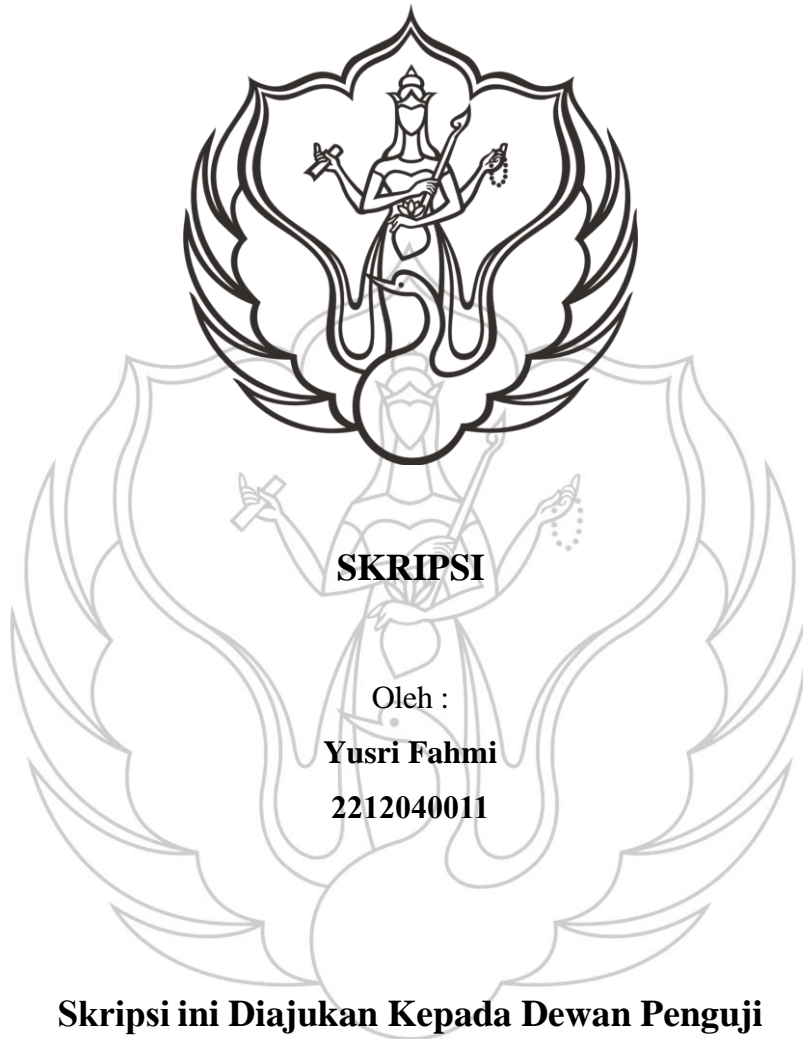 SKRIPSI
Oleh :
Yusri Fahmi
2212040011
Skripsi ini Diajukan Kepada Dewan Penguji